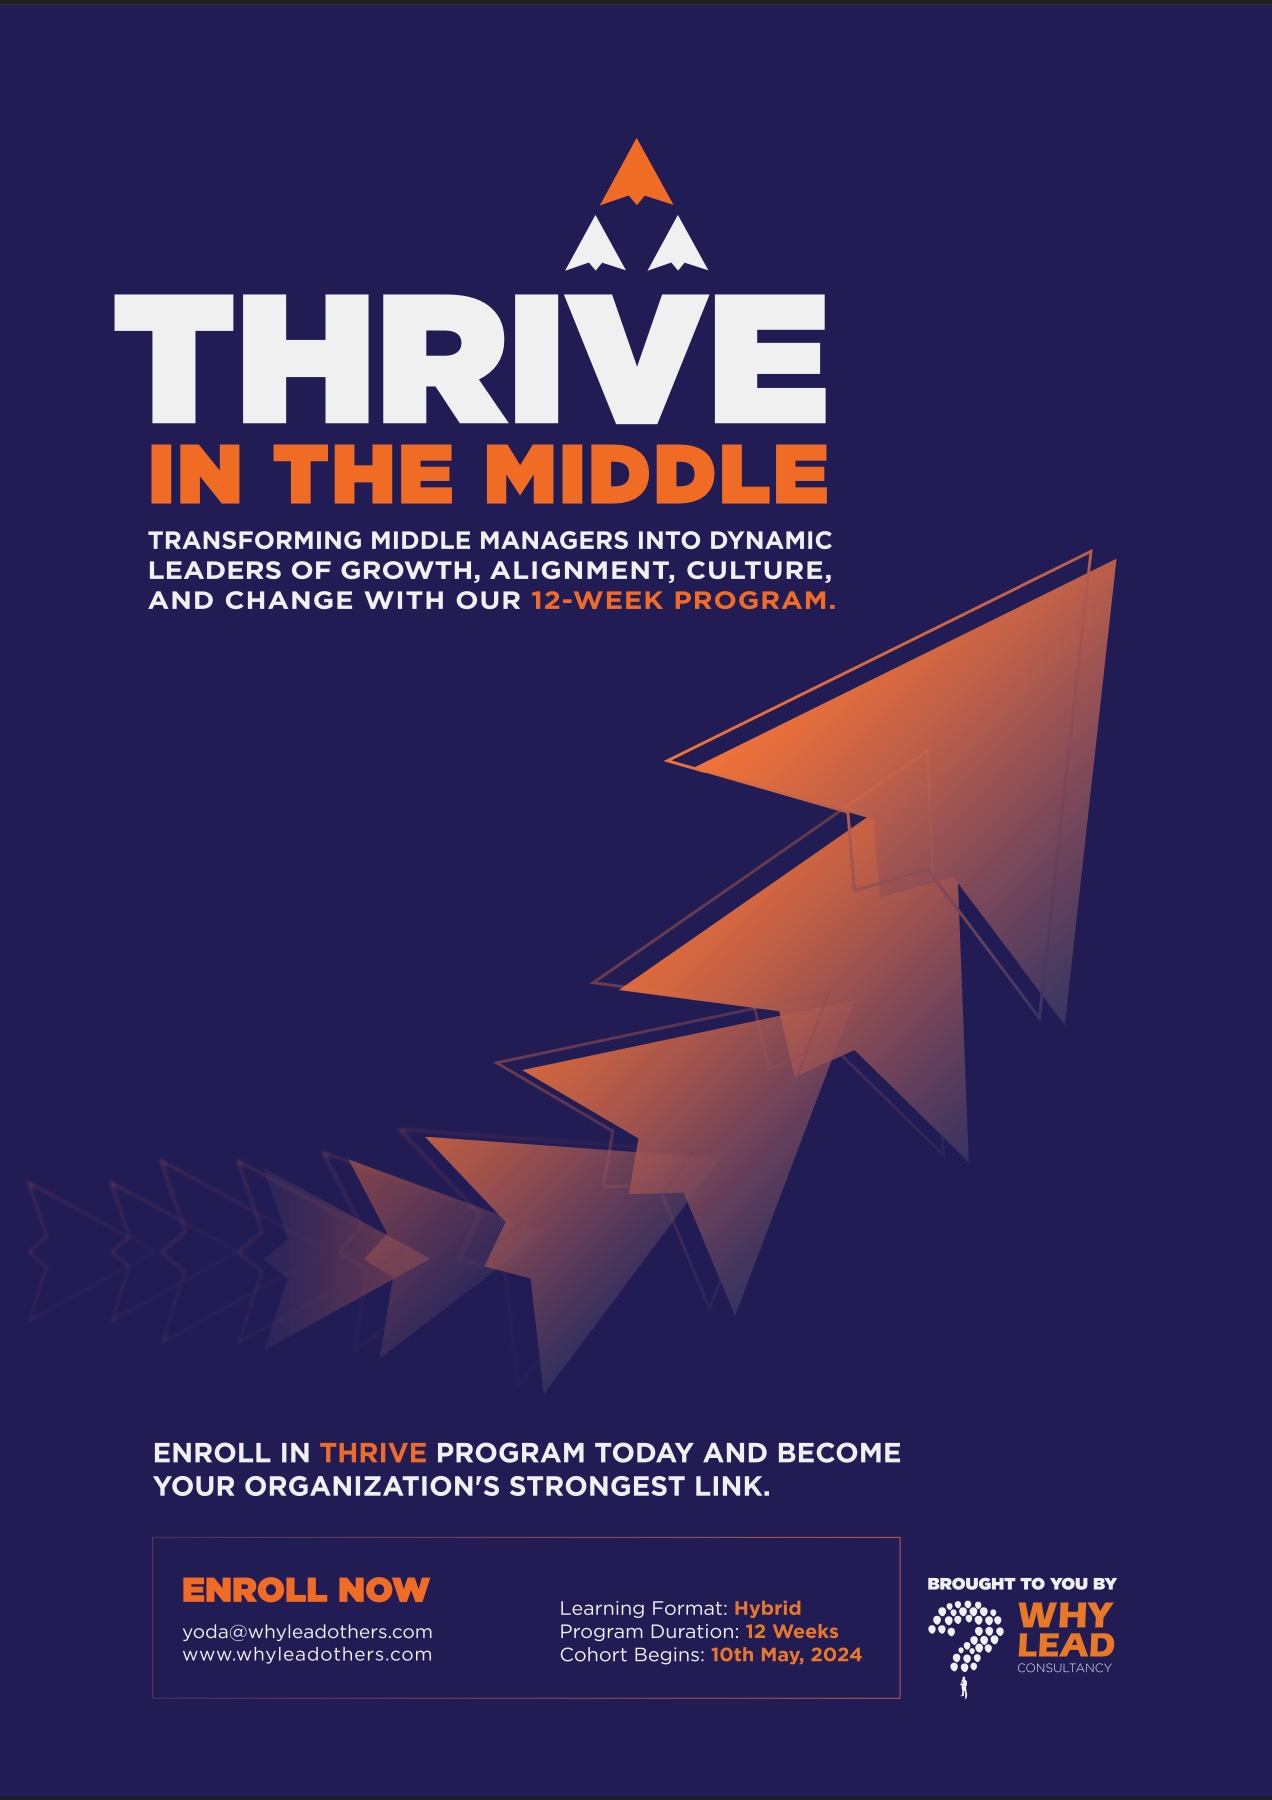 THRIVE
IN THE MIDDLE
TRANSFORMING MIDDLE MANAGERS INTO DYNAMIC
LEADERS OF GROWTH, ALIGNMENT, CULTURE,
AND CHANGE WITH OUR 12-WEEK PROGRAM.
ENROLL IN THRIVE PROGRAM TODAY AND BECOME
YOUR ORGANIZATION'S STRONGEST LINK.
ENROLL NOW
yoda@whyleadothers.com
www.whyleadothers.com
Learning Format: Hybrid
Program Duration: 12 Weeks
Cohort Begins: 10th May, 2024
BROUGHT TO YOU BY
WHY
LEAD
CONSULTANCY